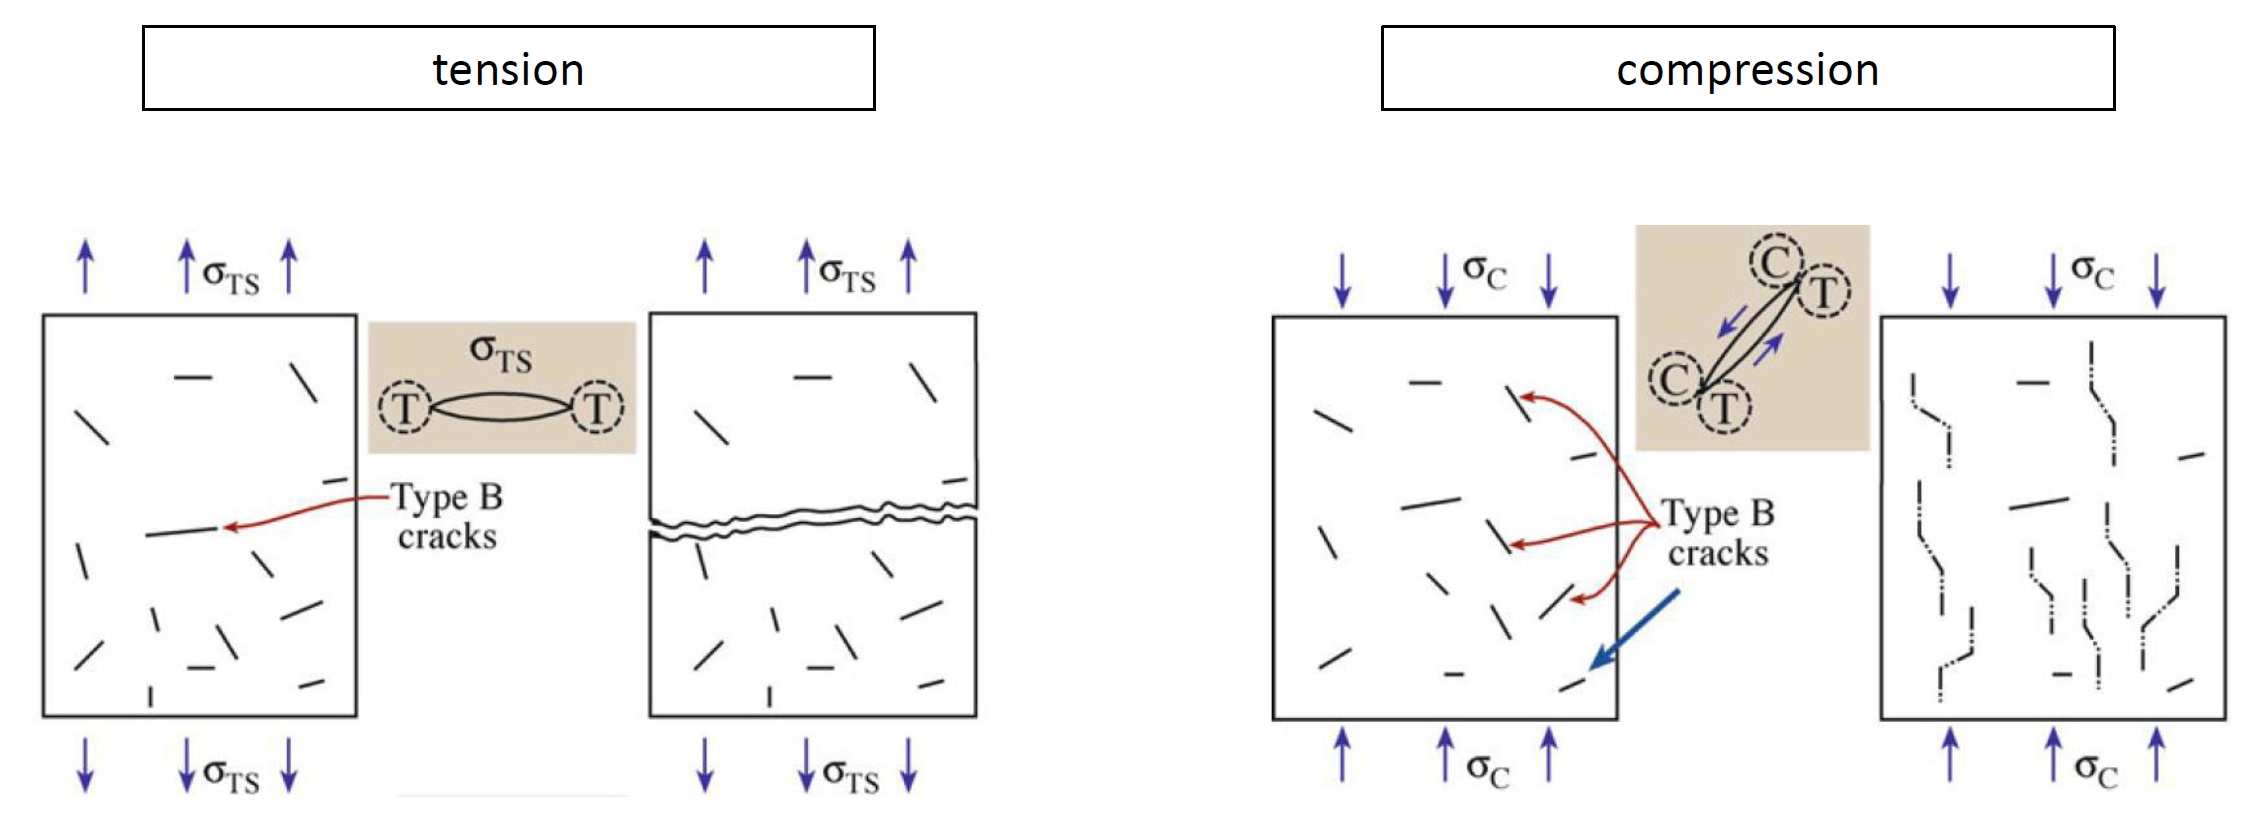 tension
compression
σTS
σTS
σC
σC
C
T
C
T
σTS
T
T
Type B
cracks
Type B
cracks
σTS
σTS
σC
σC